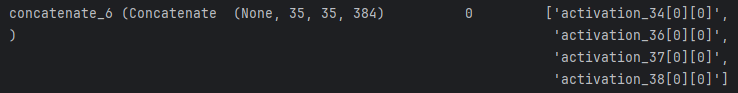 concatenate_6 (Concatenate  (None, 35, 35, 384)          0         ['activation_34[0][0]',
)                                                                   'activation_36[0][0]',
                                                                    'activation_37[0][0]',
                                                                    'activation_38[0][0]']